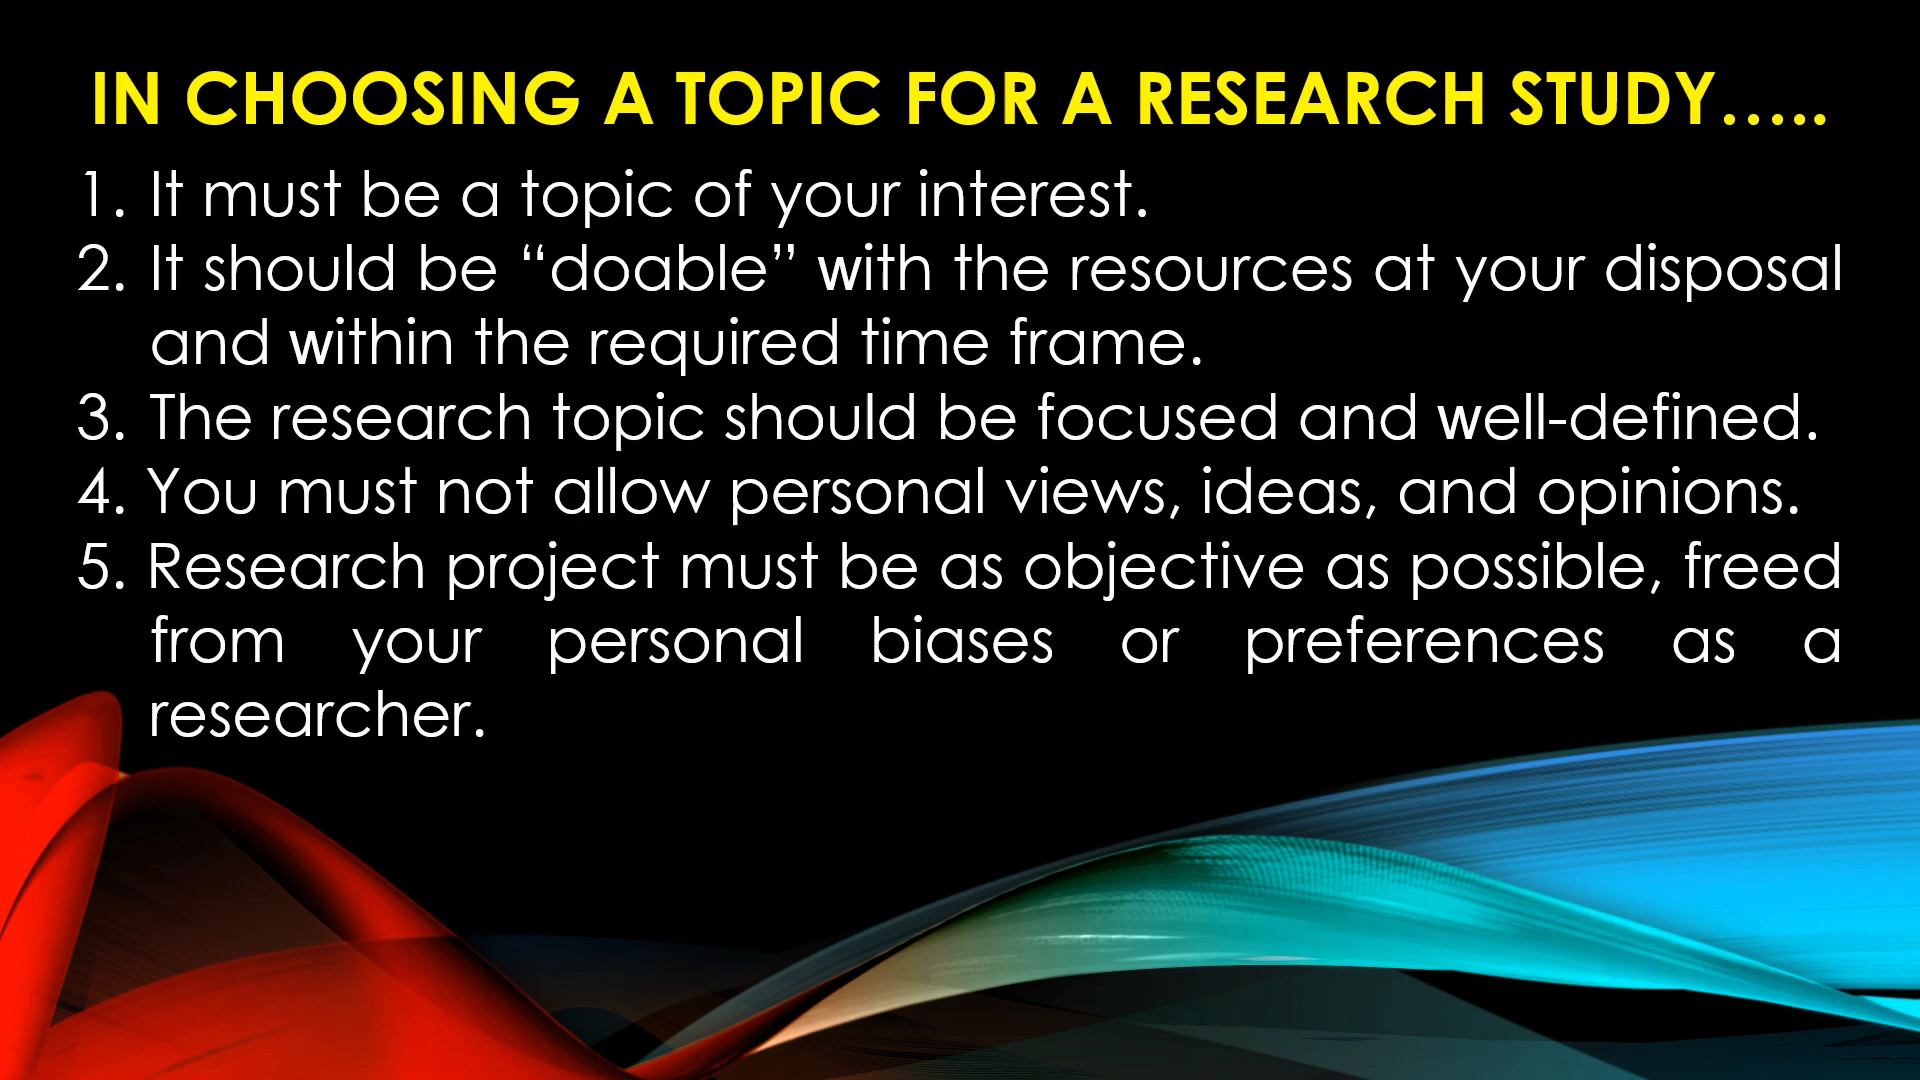 IN CHOOSING A TOPIC FOR A RESEARCH STUDY…..
1. It must be a topic of your interest.
2. It should be “doable” with the resources at your disposal
and within the required time frame.
3. The research topic should be focused and well-defined.
4. You must not allow personal views, ideas, and opinions.
5. Research project must be as objective as possible, freed
from your personal biases or preferences as a
researcher.